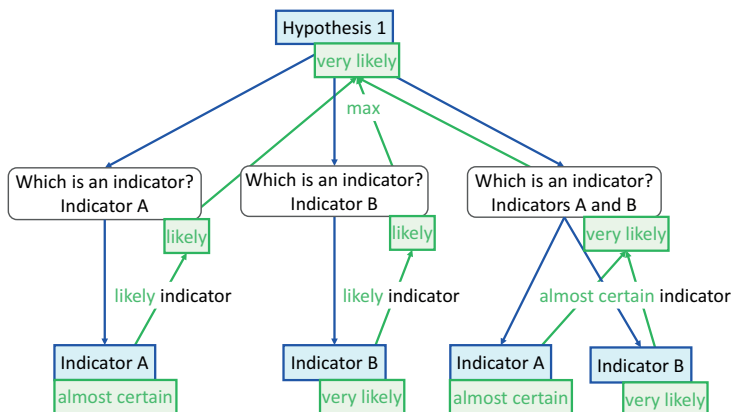 Hypothesis 1
very likely
max
Which is an indicator?
Indicator A
likely
Which is an indicator?
Indicator B
likely
Which is an indicator?
Indicators A and B
very likely
likely indicator
likely indicator
almost certain indicator
Indicator A
almost certain
Indicator B
very likely
Indicator A
almost certain
Indicator B
very likely